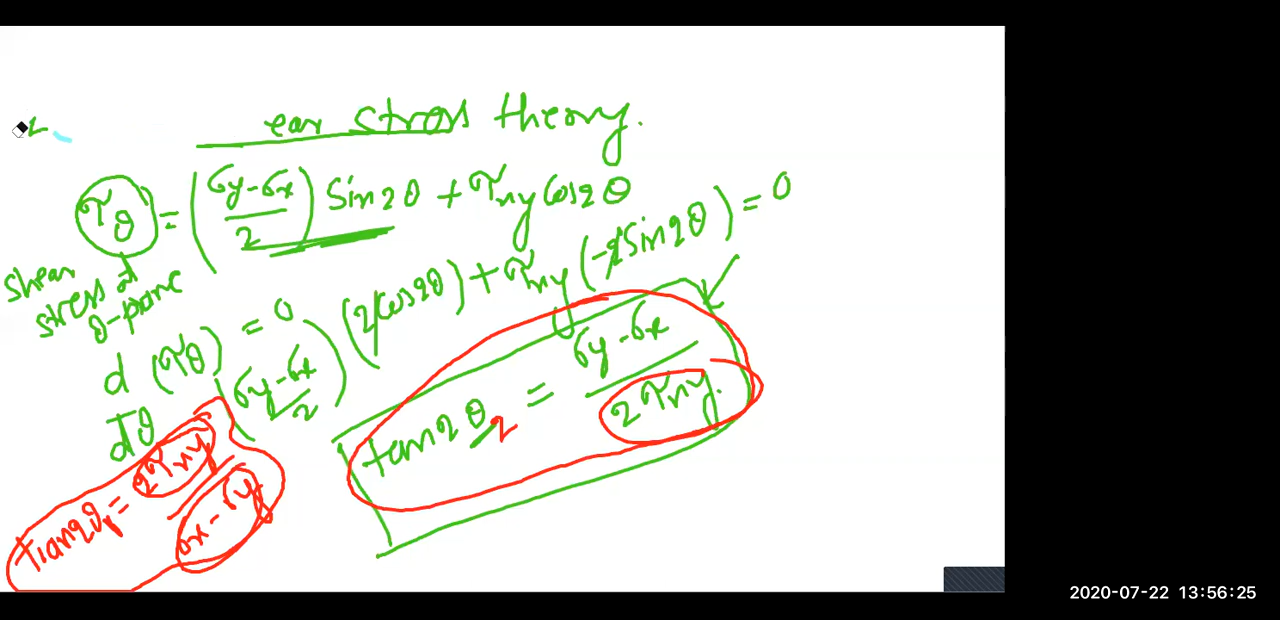 ear stress theory.
τθ = (σy-σx / 2) Sin2θ + τxy Cos2θ
shear
stress at
θ-plane
d/dθ (τθ) = 0
(σy-σx / 2) (2Cos2θ) + τxy (-2Sin2θ) = 0
tan2θ2 = σy-σx / 2τxy.
tan2θ1 = 2τxy / σx-σy
2020-07-22 13:56:25